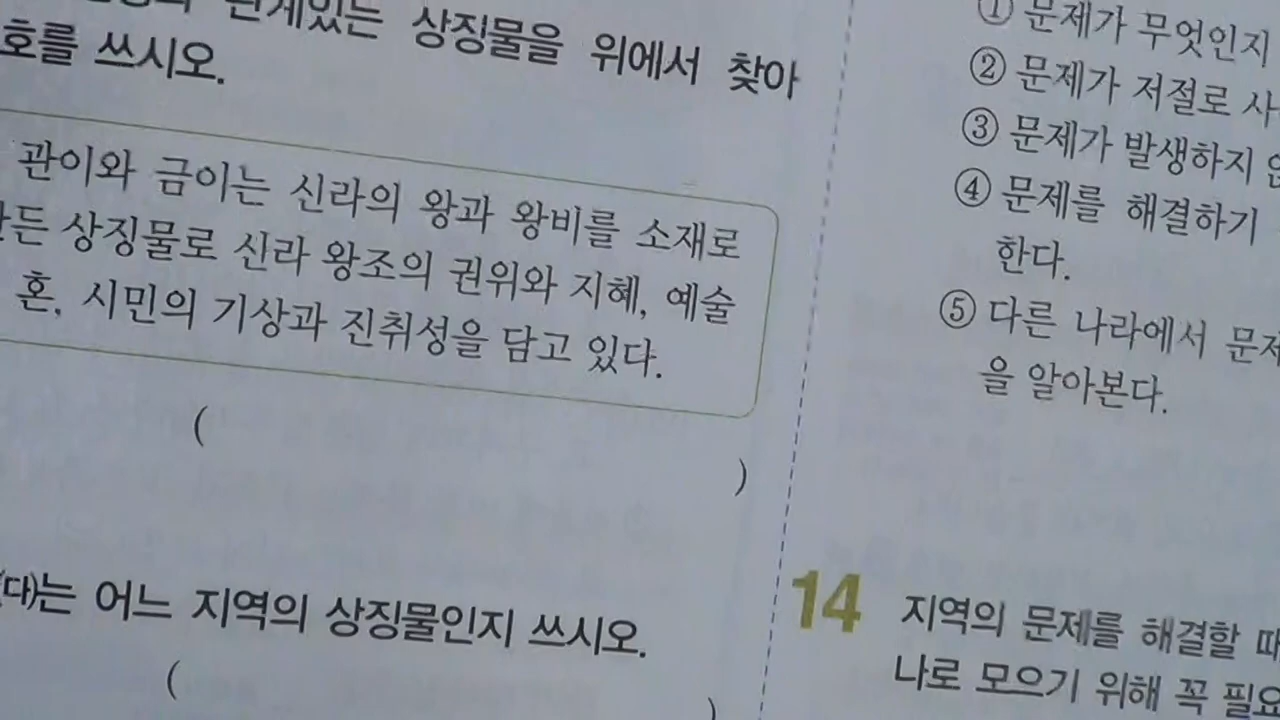 관계있는 상징물을 위에서 찾아
호를 쓰시오.
관이와 금이는 신라의 왕과 왕비를 소재로
만든 상징물로 신라 왕조의 권위와 지혜, 예술
혼, 시민의 기상과 진취성을 담고 있다.
( )
(다)는 어느 지역의 상징물인지 쓰시오.
( )
① 문제가 무엇인지
② 문제가 저절로
③ 문제가 발생하지
④ 문제를 해결하기
한다.
⑤ 다른 나라에서
을 알아본다.
14 지역의 문제를 해결할
나로 모으기 위해 꼭